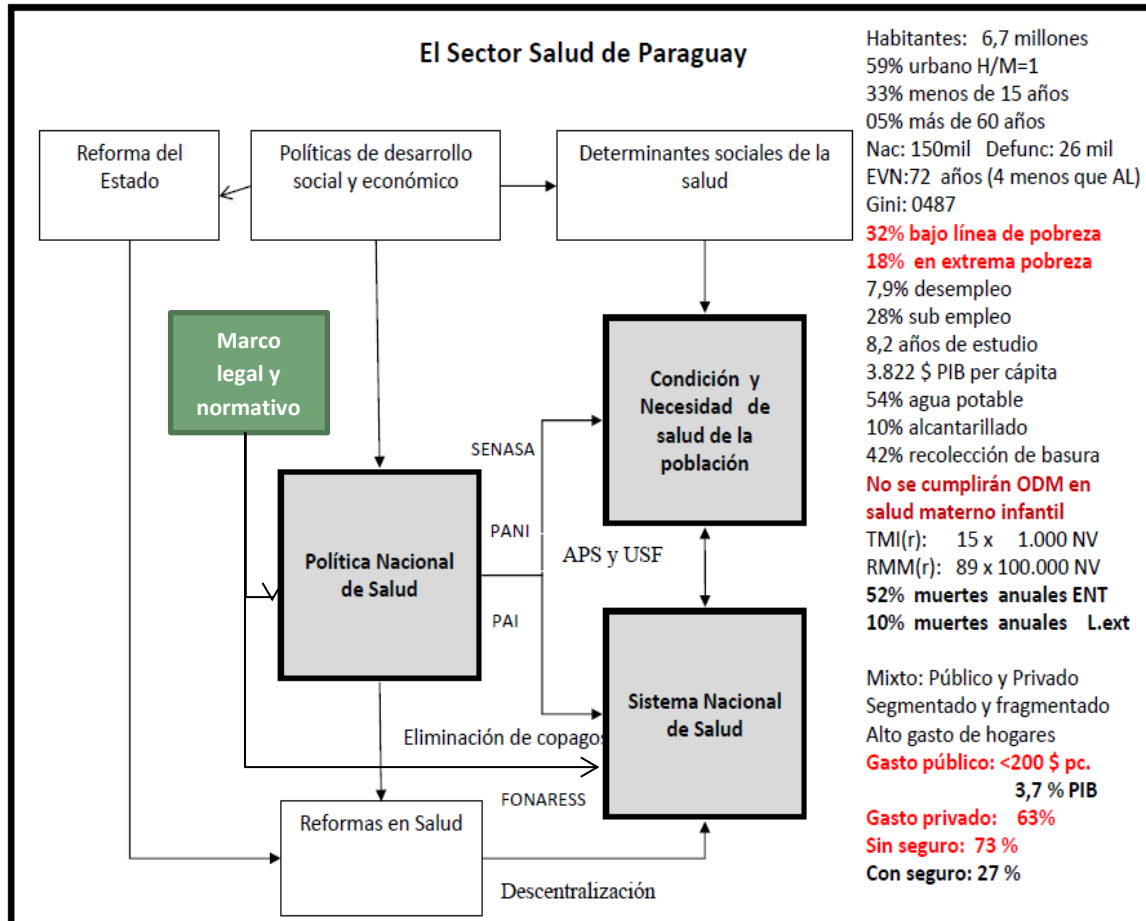 El Sector Salud de Paraguay
Reforma del
Estado
Políticas de desarrollo
social y económico
Determinantes sociales de la
salud
Marco
legal y
normativo
Condición y
Necesidad de
salud de la
población
SENASA
PANI
APS y USF
Política Nacional
de Salud
PAI
Sistema Nacional
de Salud
Eliminación de copagos
FONARESS
Reformas en Salud
Descentralización
Habitantes: 6,7 millones
59% urbano H/M=1
33% menos de 15 años
05% más de 60 años
Nac: 150mil Defunc: 26 mil
EVN:72 años (4 menos que AL)
Gini: 0487
32% bajo línea de pobreza
18% en extrema pobreza
7,9% desempleo
28% sub empleo
8,2 años de estudio
3.822 $ PIB per cápita
54% agua potable
10% alcantarillado
42% recolección de basura
No se cumplirán ODM en
salud materno infantil
TMI(r): 15 x 1.000 NV
RMM(r): 89 x 100.000 NV
52% muertes anuales ENT
10% muertes anuales L.ext
Mixto: Público y Privado
Segmentado y fragmentado
Alto gasto de hogares
Gasto público: <200 $ pc.
3,7 % PIB
Gasto privado: 63%
Sin seguro: 73 %
Con seguro: 27 %